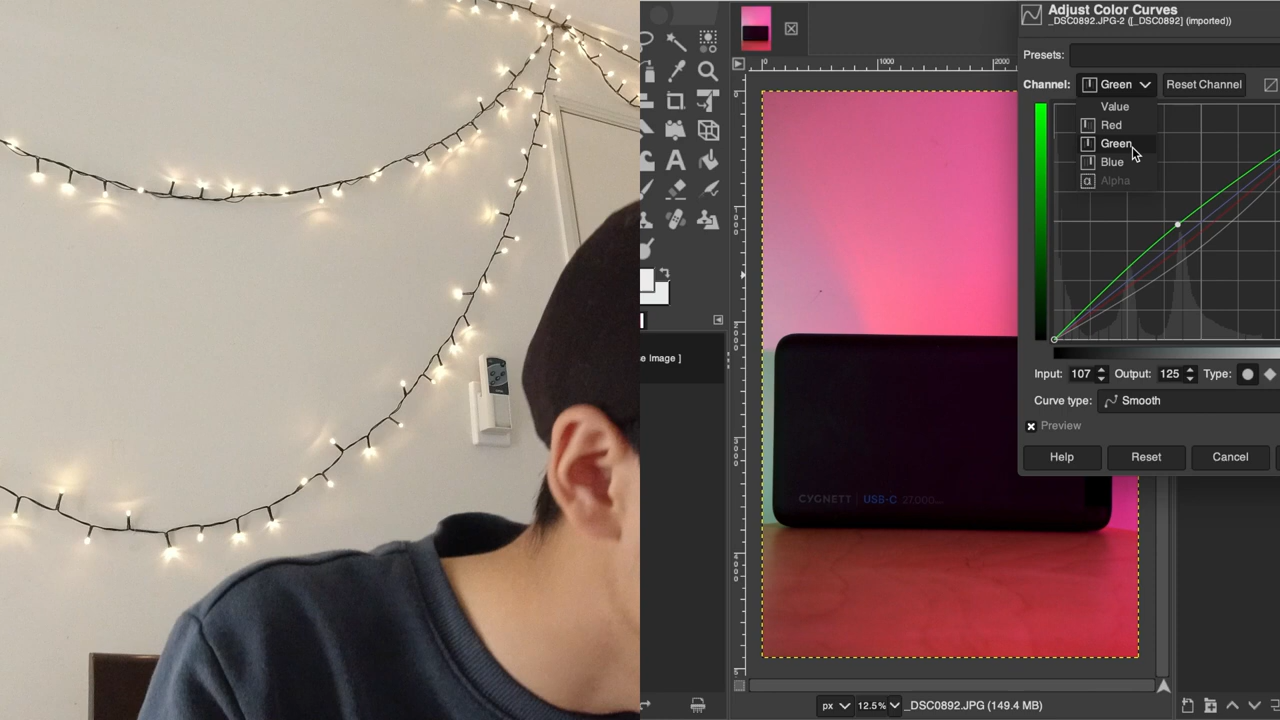 Adjust Color Curves
_DSC0892.JPG-2 ([_DSC0892] (imported))
Presets:
Channel: Green Reset Channel
Value
Red
Green
Blue
Alpha
0 1000 2000
Input: 107 Output: 125 Type:
Curve type: Smooth
Preview
Help Reset Cancel
e Image ]
CYGNETT | USB-C
px 12.5% _DSC0892.JPG (149.4 MB)